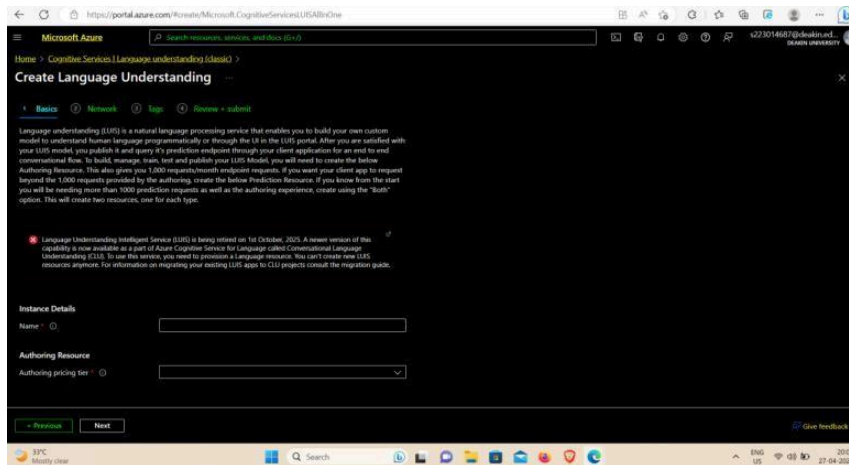 https://portal.azure.com/#create/Microsoft.CognitiveServicesLUISAllInOne
Microsoft Azure
Search resources, services, and docs (G+/)
s223014687@deakin.ed...
DEAKIN UNIVERSITY
Home > Cognitive Services | Language understanding (classic) >
Create Language Understanding ...
1 Basics 2 Network 3 Tags 4 Review + submit
Language understanding (LUIS) is a natural language processing service that enables you to build your own custom
model to understand human language programmatically or through the UI in the LUIS portal. After you are satisfied with
your LUIS model, you publish it and query it's prediction endpoint through your client application for an end to end
conversational flow. To build, manage, train, test and publish your LUIS Model, you will need to create the below
Authoring Resource. This also gives you 1,000 requests/month endpoint requests. If you want your client app to request
beyond the 1,000 requests provided by the authoring, create the below Prediction Resource. If you know from the start
you will be needing more than 1000 prediction requests as well as the authoring experience, create using the "Both"
option. This will create two resources, one for each type.
Language Understanding Intelligent Service (LUIS) is being retired on 1st October, 2025. A newer version of this
capability is now available as a part of Azure Cognitive Service for Language called Conversational Language
Understanding (CLU). To use this service, you need to provision a Language resource. You can't create new LUIS
resources anymore. For information on migrating your existing LUIS apps to CLU projects consult the migration guide.
Instance Details
Name *
Authoring Resource
Authoring pricing tier *
< Previous
Next
Give feedback
33°C
Mostly clear
Search
ENG
US
27-04-202